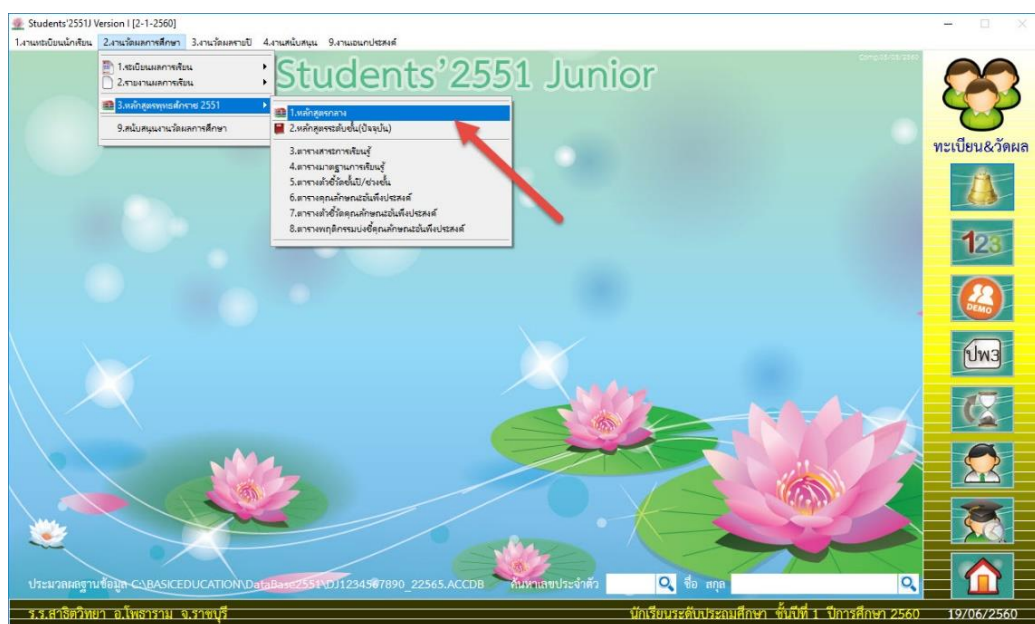 Students'2551J Version I [2-1-2560]
1.งานทะเบียนนักเรียน 2.งานวัดผลการศึกษา 3.งานวัดผลรายปี 4.งานสนับสนุน 9.งานเอนกประสงค์
1.ระเบียนผลการเรียน
2.รายงานผลการเรียน
3.หลักสูตรพุทธศักราช 2551
9.สนับสนุนงานวัดผลการศึกษา
1.หลักสูตรกลาง
2.หลักสูตรระดับชั้น(ปัจจุบัน)
3.ตารางสาระการเรียนรู้
4.ตารางมาตรฐานการเรียนรู้
5.ตารางตัวชี้วัดชั้นปี/ช่วงชั้น
6.ตารางคุณลักษณะอันพึงประสงค์
7.ตารางตัวชี้วัดคุณลักษณะอันพึงประสงค์
8.ตารางพฤติกรรมบ่งชี้คุณลักษณะอันพึงประสงค์
Students'2551 Junior
ทะเบียน&วัดผล
123
DEMO
ปพ3
ประมวลผลฐานข้อมูล C:\BASICEDUCATION\DataBase2551\DJ1234567890_22565.ACCDB ค้นหาเลขประจำตัว ชื่อ สกุล
ร.ร.สาธิตวิทยา อ.โพธาราม จ.ราชบุรี นักเรียนระดับประถมศึกษา ชั้นปีที่ 1 ปีการศึกษา 2560 19/06/2560